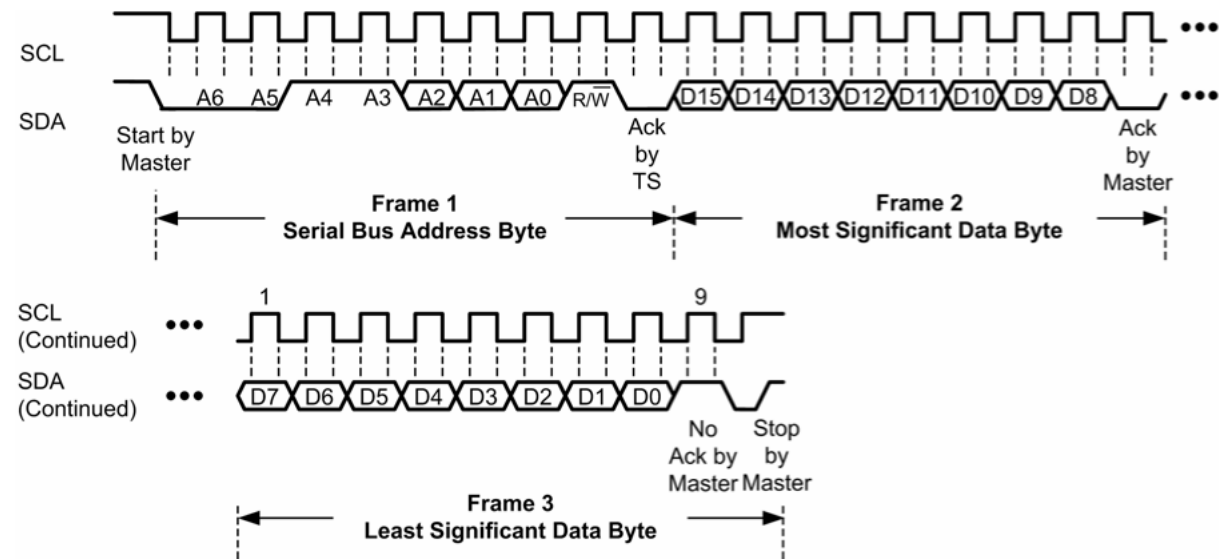 SCL
SDA
A6 A5 A4 A3 A2 A1 A0 R/W̅ D15 D14 D13 D12 D11 D10 D9 D8
Start by
Master
Ack
by
TS
Ack
by
Master
Frame 1
Serial Bus Address Byte
Frame 2
Most Significant Data Byte
1 9
SCL
(Continued)
SDA
(Continued)
D7 D6 D5 D4 D3 D2 D1 D0
No
Ack by
Master
Stop
by
Master
Frame 3
Least Significant Data Byte